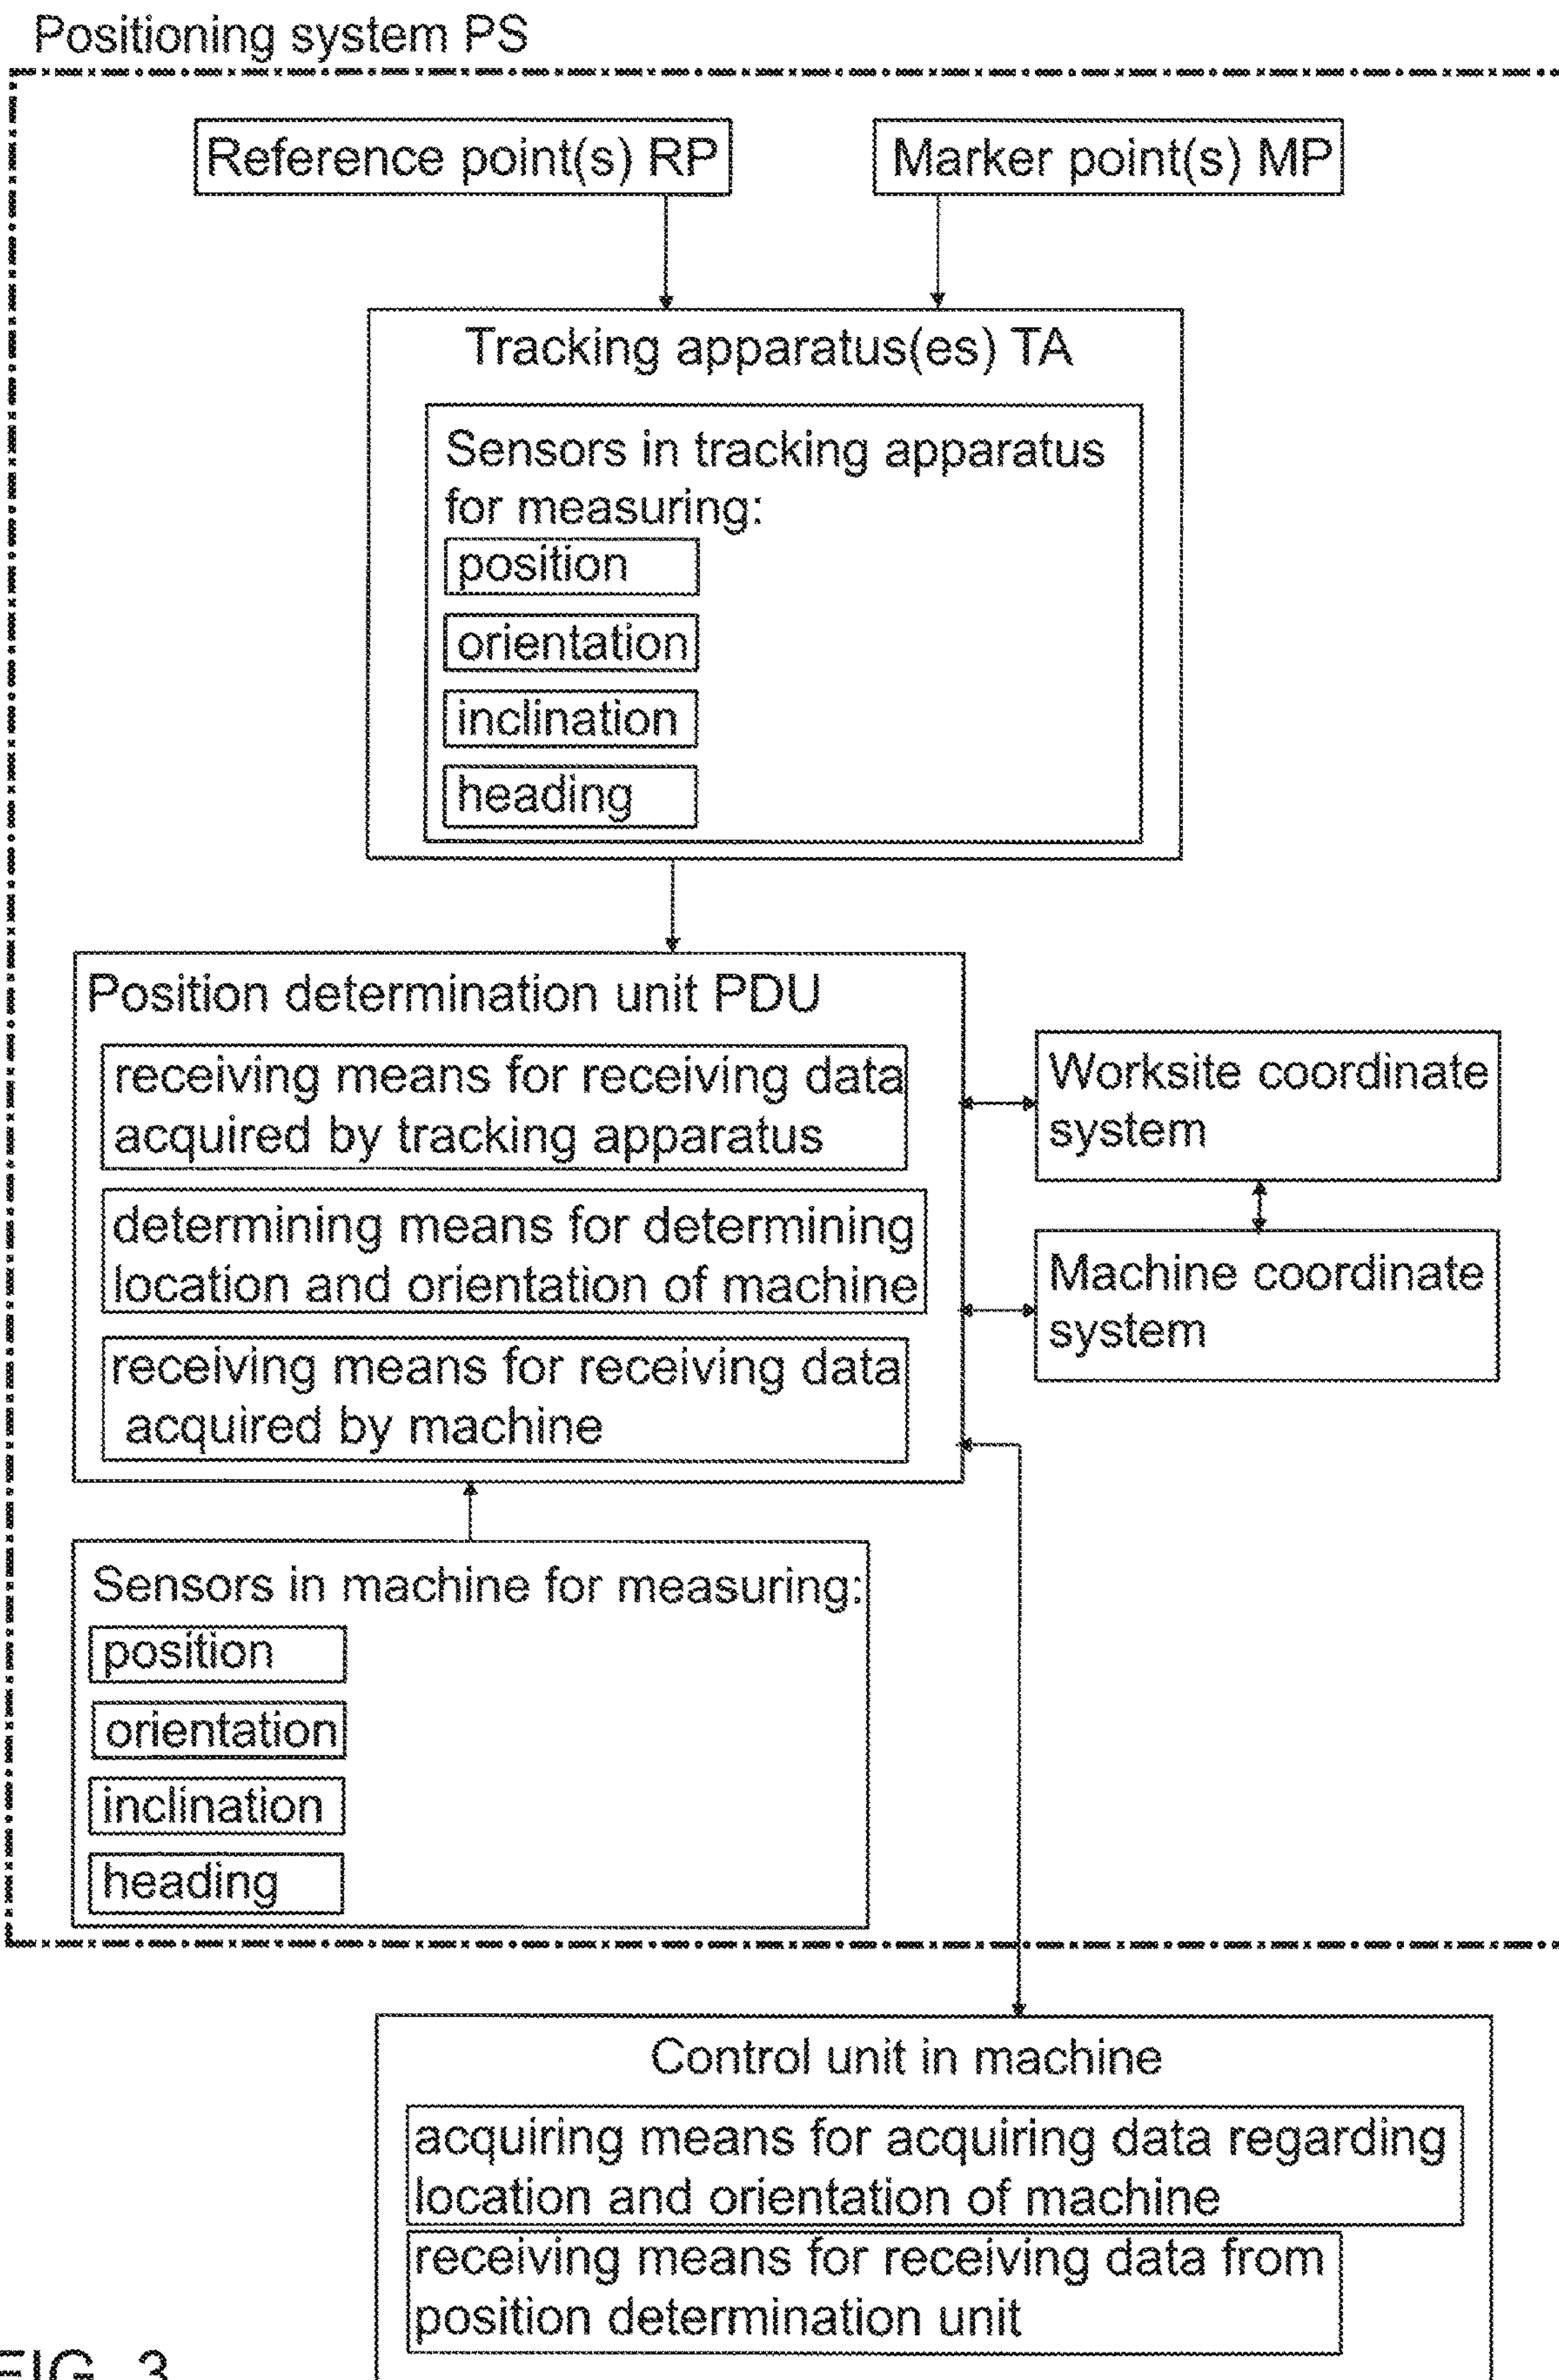 Positioning system PS
Reference point(s) RP
Marker point(s) MP
Tracking apparatus(es) TA
Sensors in tracking apparatus
for measuring:
position
orientation
inclination
heading
Position determination unit PDU
receiving means for receiving data
acquired by tracking apparatus
determining means for determining
location and orientation of machine
receiving means for receiving data
acquired by machine
Worksite coordinate
system
Machine coordinate
system
Sensors in machine for measuring:
position
orientation
inclination
heading
Control unit in machine
acquiring means for acquiring data regarding
location and orientation of machine
receiving means for receiving data from
position determination unit
FIG. 3